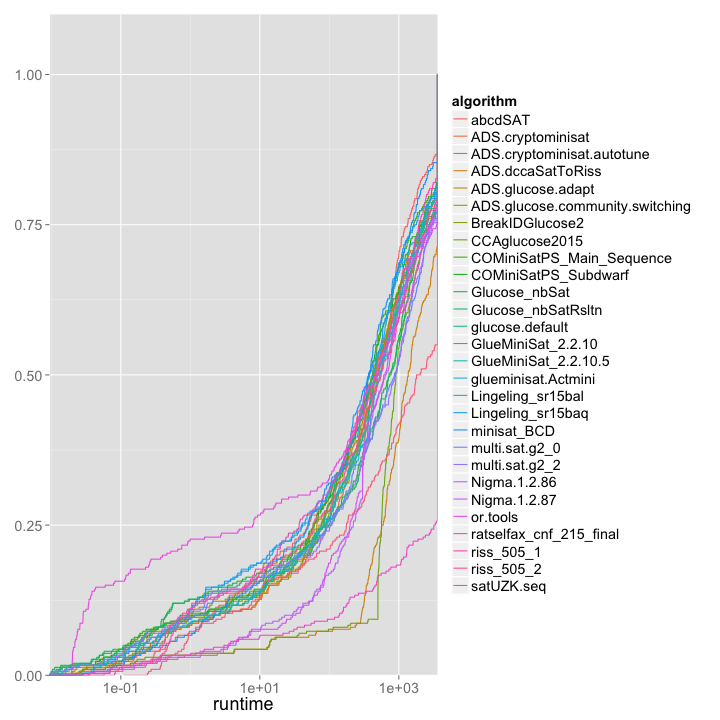 1.00
0.75
0.50
0.25
0.00
1e-01
1e+01
1e+03
runtime
algorithm
abcdSAT
ADS.cryptominisat
ADS.cryptominisat.autotune
ADS.dccaSatToRiss
ADS.glucose.adapt
ADS.glucose.community.switching
BreakIDGlucose2
CCAglucose2015
COMiniSatPS_Main_Sequence
COMiniSatPS_Subdwarf
Glucose_nbSat
Glucose_nbSatRsltn
glucose.default
GlueMiniSat_2.2.10
GlueMiniSat_2.2.10.5
glueminisat.Actmini
Lingeling_sr15bal
Lingeling_sr15baq
minisat_BCD
multi.sat.g2_0
multi.sat.g2_2
Nigma.1.2.86
Nigma.1.2.87
or.tools
ratselfax_cnf_215_final
riss_505_1
riss_505_2
satUZK.seq